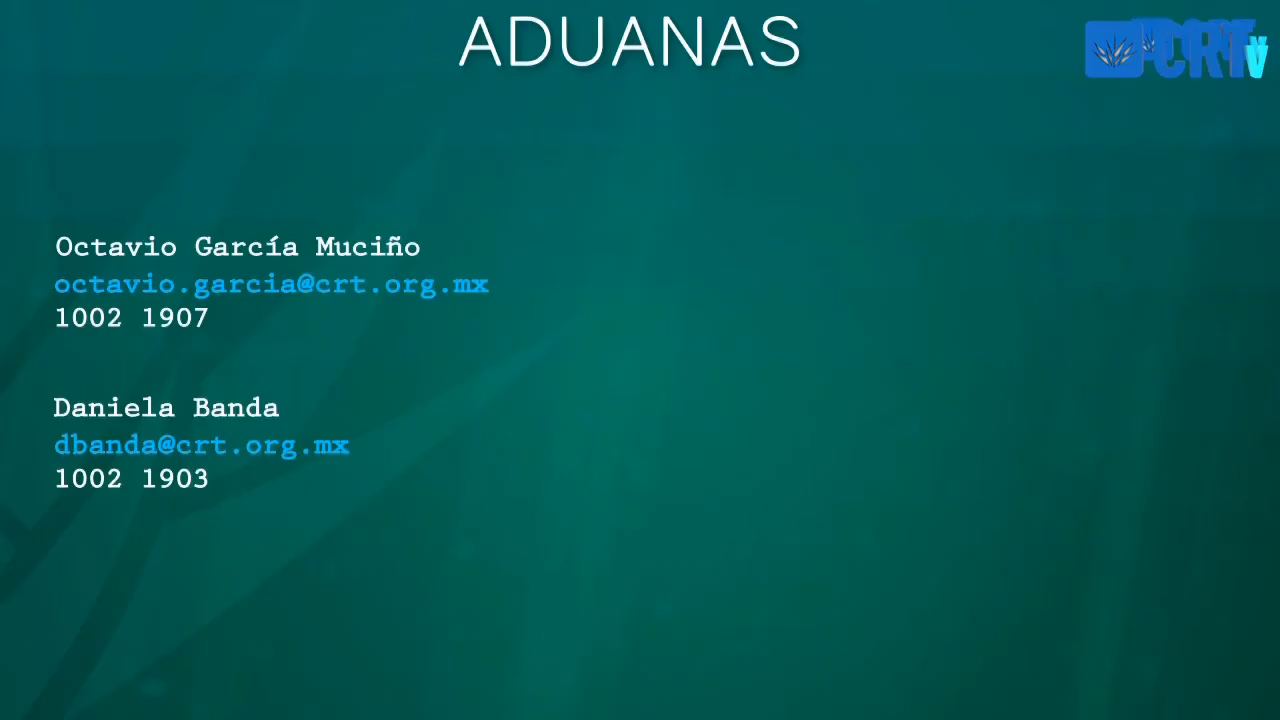 ADUANAS
CRT
Octavio García Muciño
octavio.garcia@crt.org.mx
1002 1907
Daniela Banda
dbanda@crt.org.mx
1002 1903